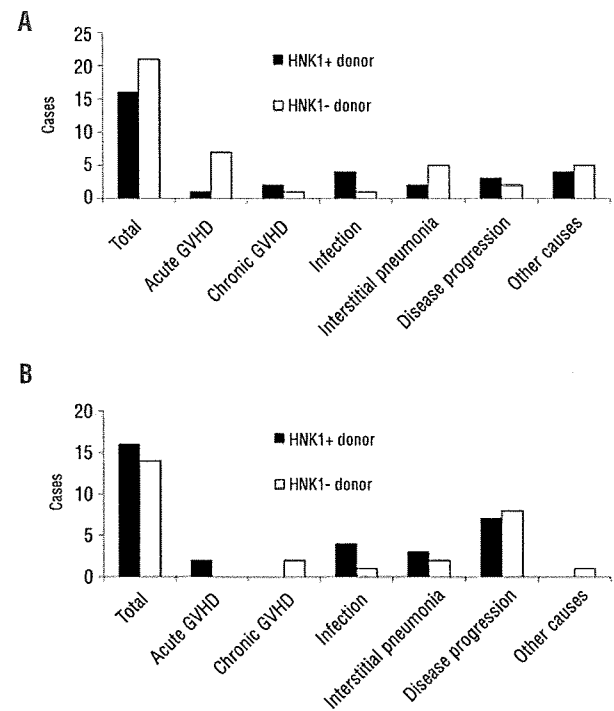 A
25
20
15
10
5
0
Cases
HNK1+ donor
HNK1- donor
Total
Acute GVHD
Chronic GVHD
Infection
Interstitial pneumonia
Disease progression
Other causes
B
20
15
10
5
0
Cases
HNK1+ donor
HNK1- donor
Total
Acute GVHD
Chronic GVHD
Infection
Interstitial pneumonia
Disease progression
Other causes